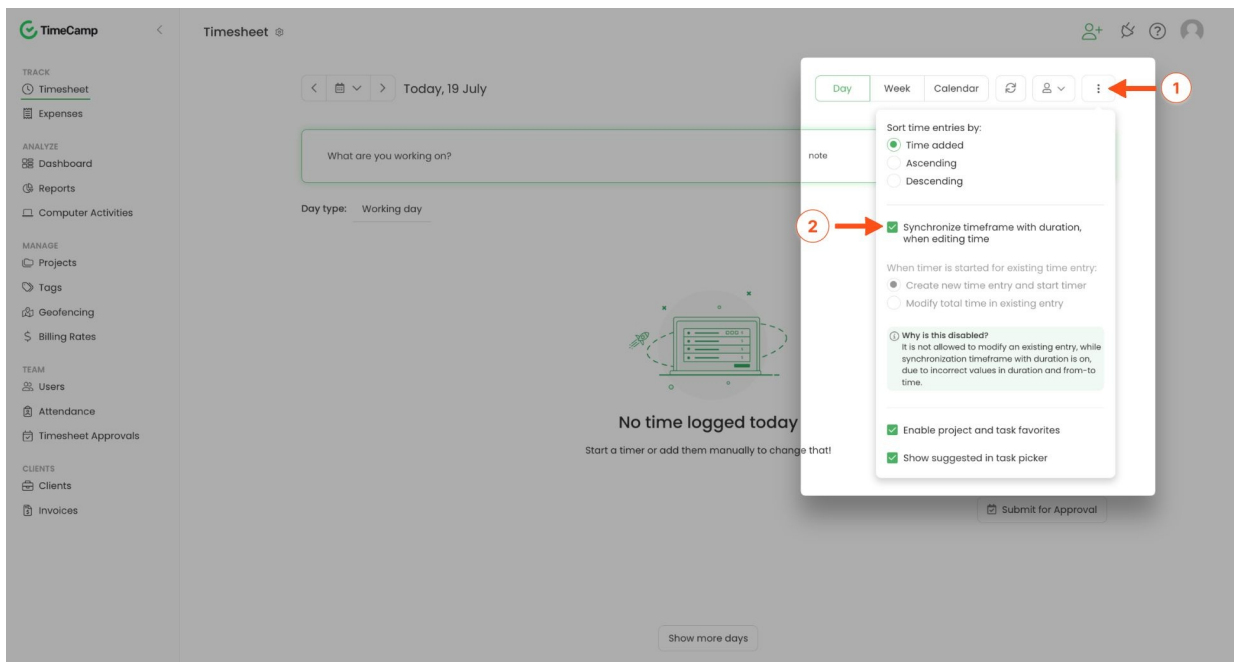 TimeCamp
Timesheet
TRACK
Timesheet
Expenses
ANALYZE
Dashboard
Reports
Computer Activities
MANAGE
Projects
Tags
Geofencing
Billing Rates
TEAM
Users
Attendance
Timesheet Approvals
CLIENTS
Clients
Invoices
Today, 19 July
Day Week Calendar
1
What are you working on?
note
Day type: Working day
Sort time entries by:
Time added
Ascending
Descending
2
Synchronize timeframe with duration,
when editing time
When timer is started for existing time entry:
Create new time entry and start timer
Modify total time in existing entry
Why is this disabled?
It is not allowed to modify an existing entry, while
synchronization timeframe with duration is on,
due to incorrect values in duration and from-to
time.
Enable project and task favorites
Show suggested in task picker
No time logged today
Start a timer or add them manually to change that!
Submit for Approval
Show more days